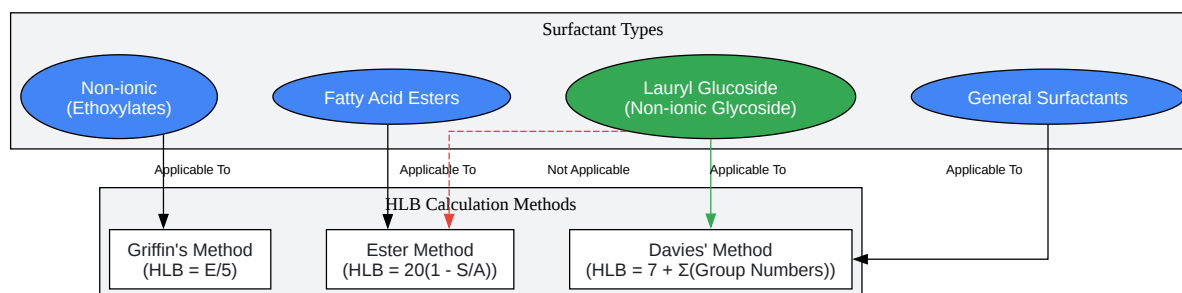 Surfactant Types
Non-ionic
(Ethoxylates)
Fatty Acid Esters
Lauryl Glucoside
(Non-ionic Glycoside)
General Surfactants
Applicable To
Applicable To
Not Applicable
Applicable To
Applicable To
HLB Calculation Methods
Griffin's Method
(HLB = E/5)
Ester Method
(HLB = 20(1 - S/A))
Davies' Method
(HLB = 7 + Σ(Group Numbers))